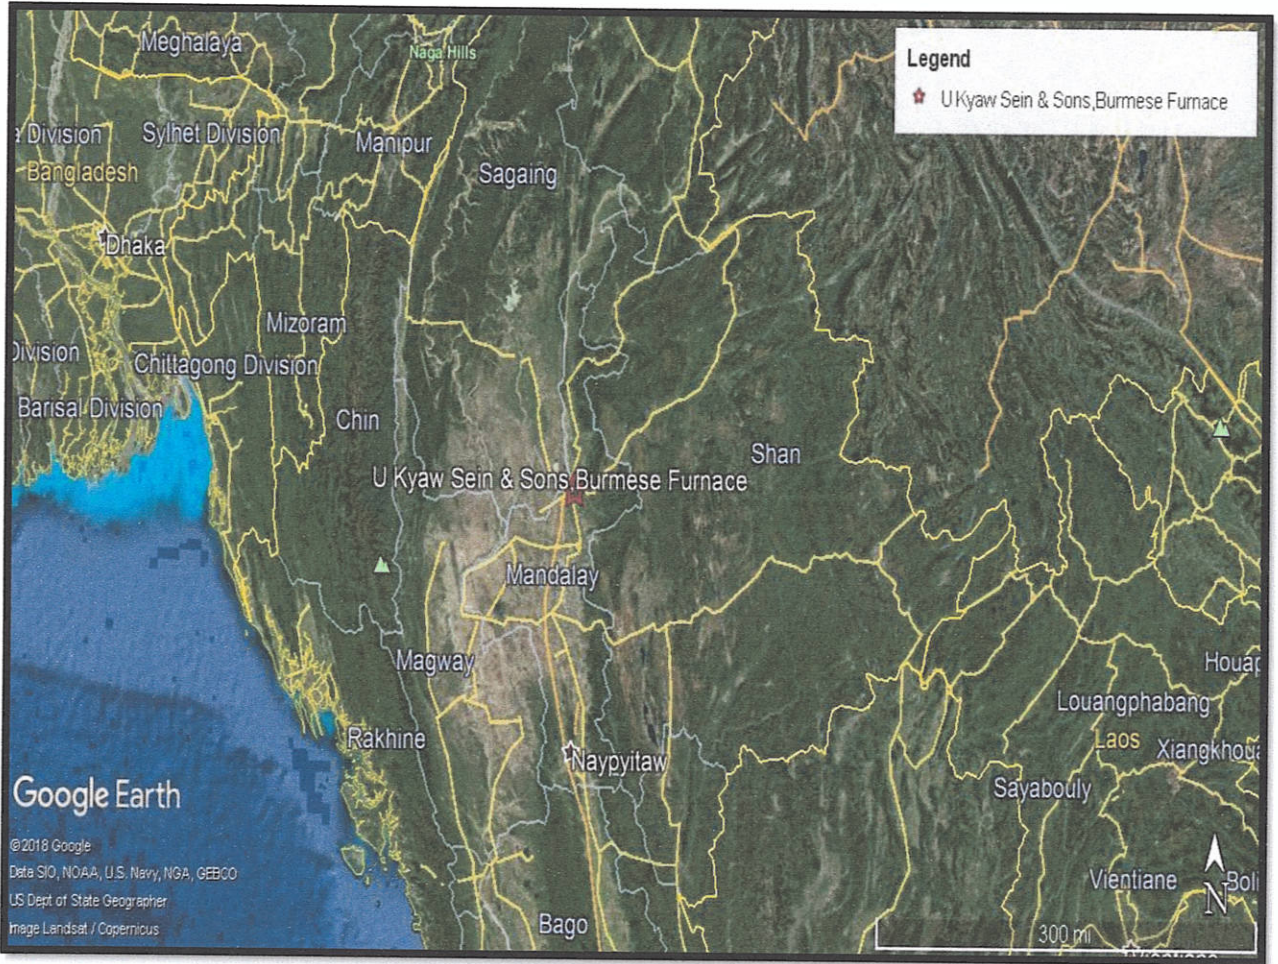 Meghalaya
Naga Hills
Legend
U Kyaw Sein & Sons,Burmese Furnace
a Division
Sylhet Division
Manipur
Sagaing
Bangladesh
Dhaka
Mizoram
Division
Chittagong Division
Barisal Division
Chin
Shan
U Kyaw Sein & Sons,Burmese Furnace
Mandalay
Magway
Houap
Louangphabang
Rakhine
Laos
Xiangkhoua
Naypyitaw
Sayabouly
Google Earth
©2018 Google
Data SIO, NOAA, U.S. Navy, NGA, GEBCO
US Dept of State Geographer
Image Landsat / Copernicus
Vientiane
Boli
N
Bago
300 mi